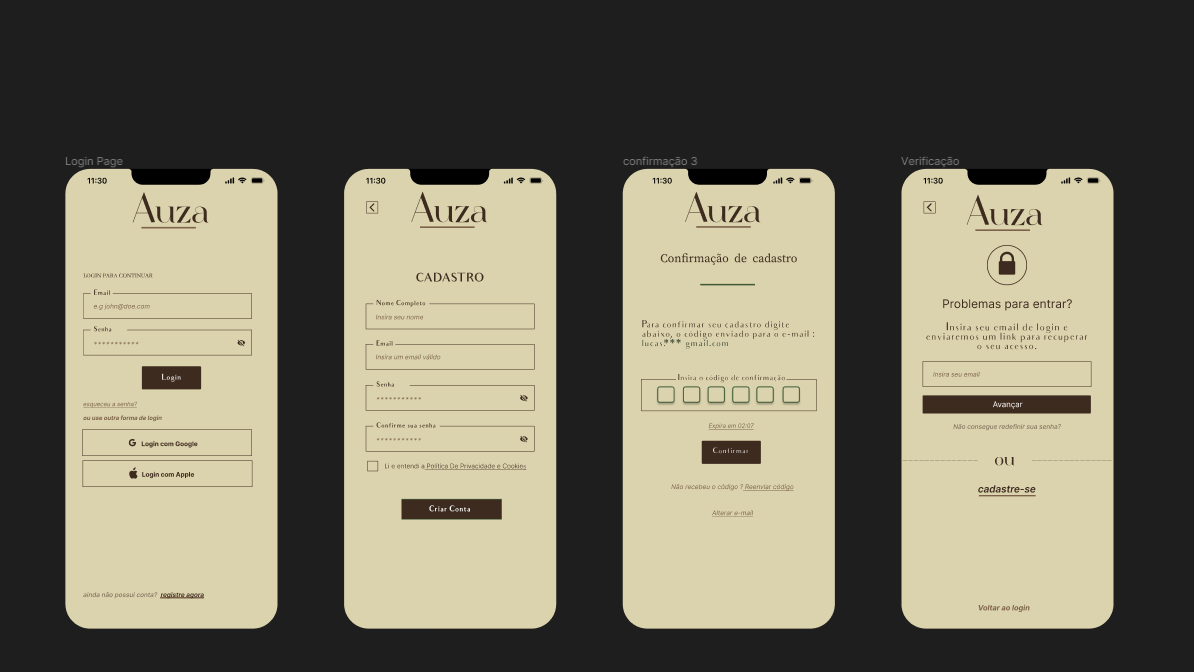 Login Page
11:30
Auza
LOGIN PARA CONTINUAR
Email
e.g john@doe.com
Senha
***********
Login
esqueceu a senha?
ou use outra forma de login
G Login com Google
Login com Apple
ainda não possui conta? registre agora
11:30
Auza
CADASTRO
Nome Completo
Insira seu nome
Email
Insira um email válido
Senha
***********
Confirme sua senha
***********
Li e entendi a Política De Privacidade e Cookies
Criar Conta
confirmação 3
11:30
Auza
Confirmação de cadastro
Para confirmar seu cadastro digite
abaixo, o código enviado para o e-mail :
lucas*** gmail.com
Insira o código de confirmação
Expira em 02:07
Confirmar
Não recebeu o código ? Reenviar código
Alterar e-mail
Verificação
11:30
Auza
Problemas para entrar?
Insira seu email de login e
enviaremos um link para recuperar
o seu acesso.
Insira seu email
Avançar
Não consegue redefinir sua senha?
ou
cadastre-se
Voltar ao login